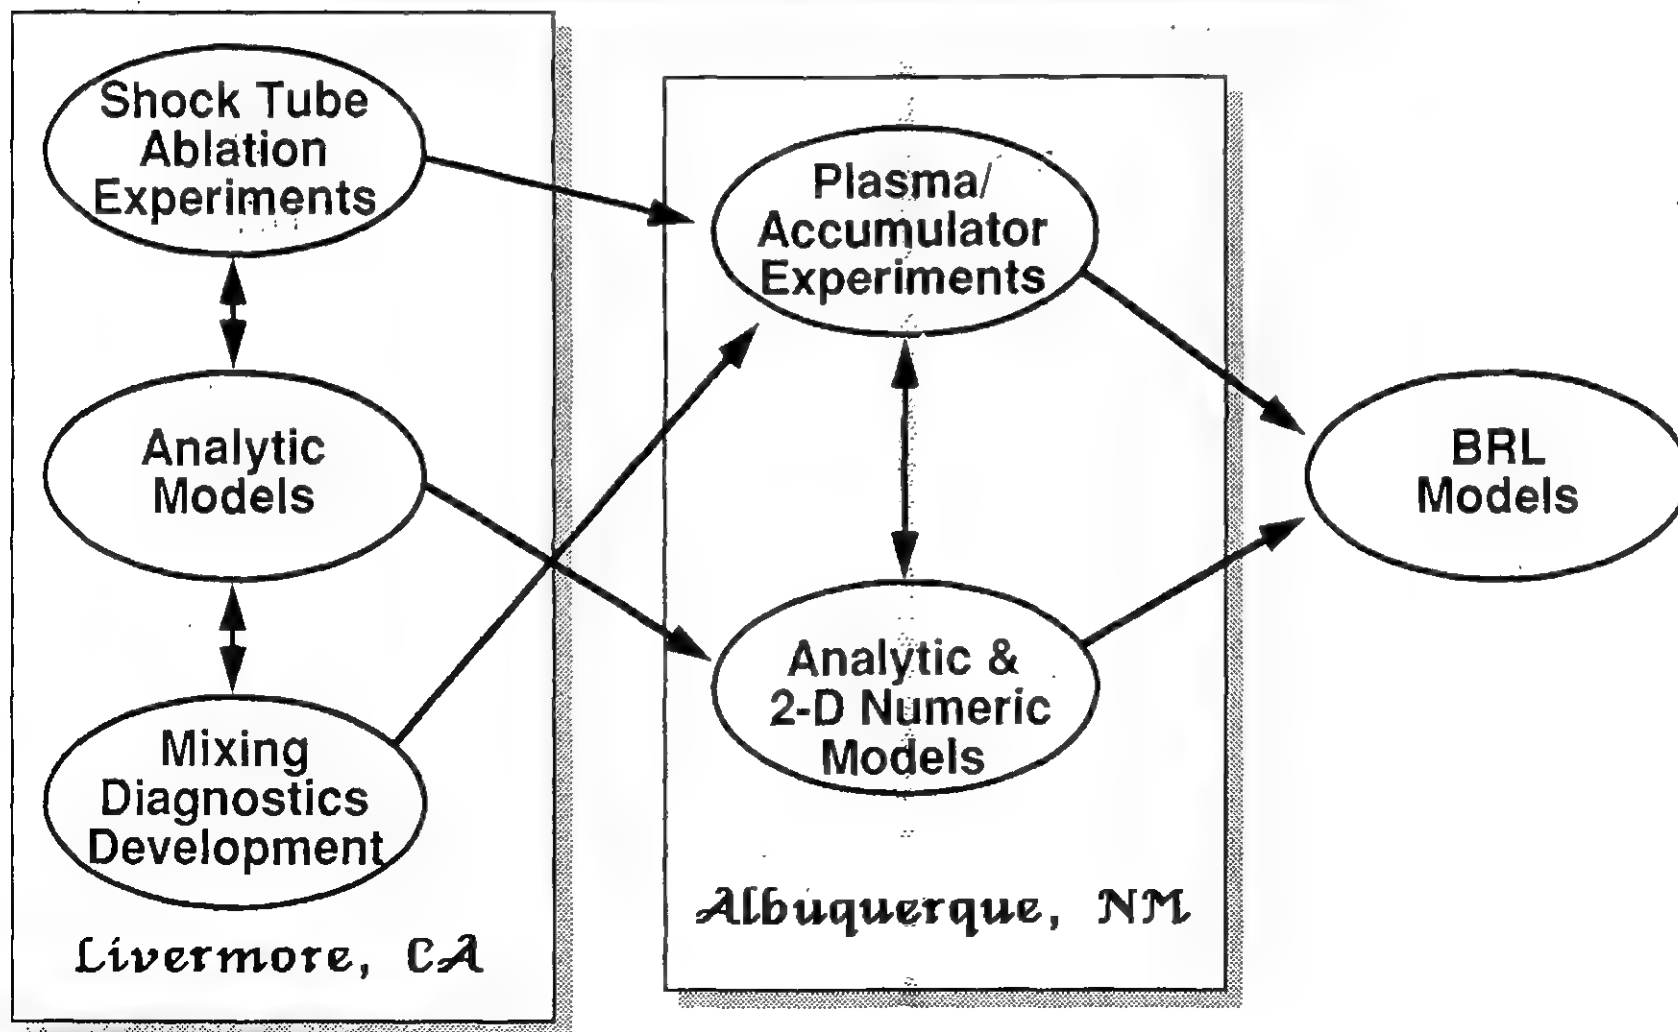 Shock Tube
Ablation
Experiments
Analytic
Models
Mixing
Diagnostics
Development
Livermore, CA
Plasma/
Accumulator
Experiments
Analytic &
2-D Numeric
Models
Albuquerque, NM
BRL
Models